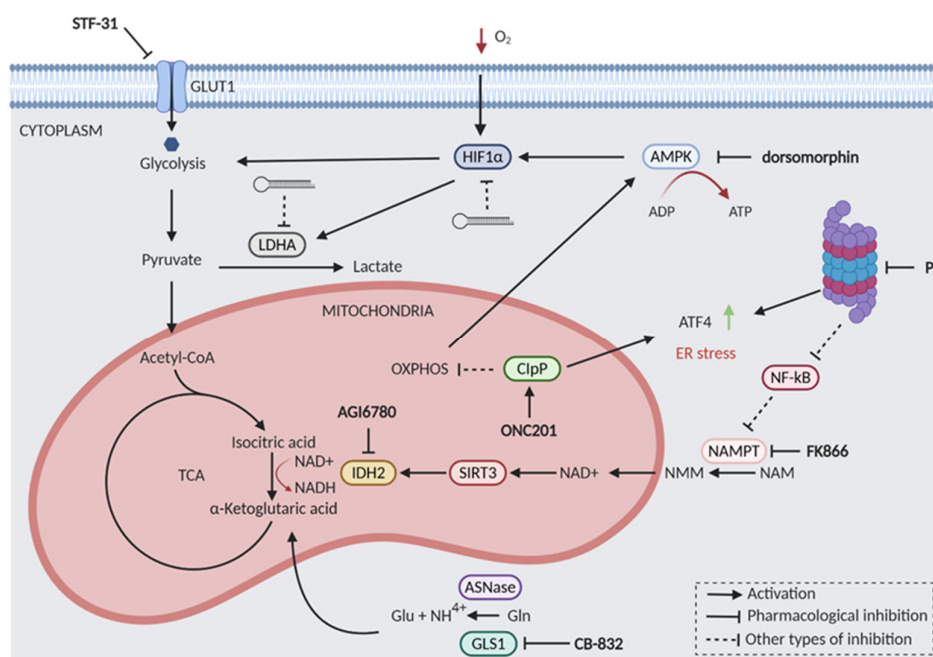 STF-31
O2
GLUT1
CYTOPLASM
Glycolysis
HIF1α
AMPK
dorsomorphin
ADP
ATP
LDHA
Pyruvate
Lactate
P
MITOCHONDRIA
ATF4
ER stress
Acetyl-CoA
OXPHOS
ClpP
NF-kB
AGI6780
ONC201
Isocitric acid
NAMPT
FK866
TCA
NAD+
NADH
IDH2
SIRT3
NAD+
NMM
NAM
α-Ketoglutaric acid
ASNase
Glu + NH4+
Gln
GLS1
CB-832
Activation
Pharmacological inhibition
Other types of inhibition